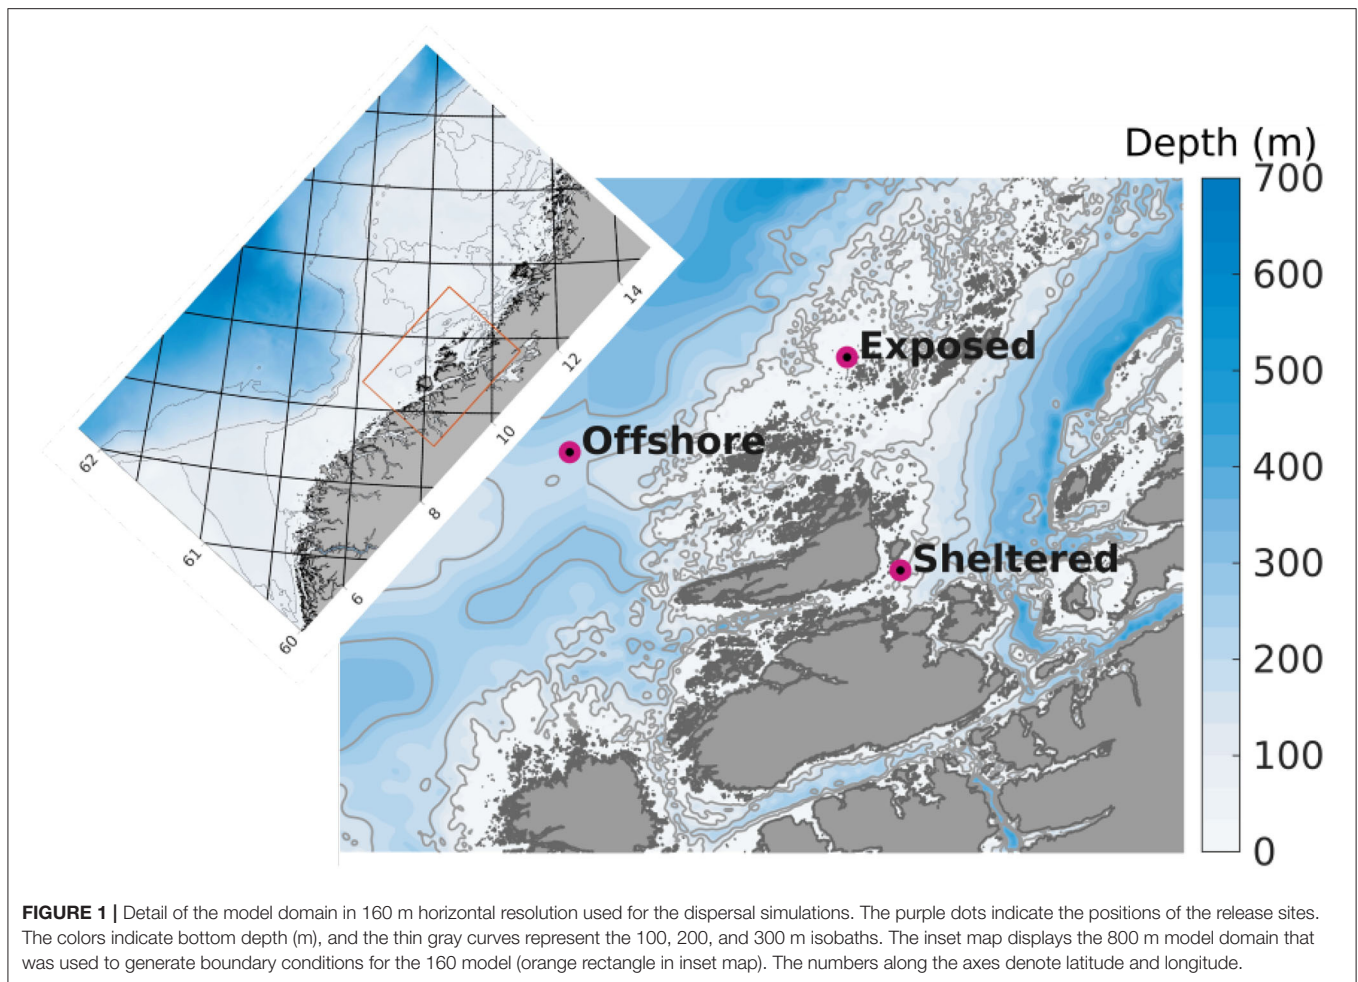 Depth (m)
700
600
500
400
300
200
100
0
Exposed
Offshore
Sheltered
62
61
60
6
8
10
12
14
FIGURE 1 | Detail of the model domain in 160 m horizontal resolution used for the dispersal simulations. The purple dots indicate the positions of the release sites.
The colors indicate bottom depth (m), and the thin gray curves represent the 100, 200, and 300 m isobaths. The inset map displays the 800 m model domain that
was used to generate boundary conditions for the 160 model (orange rectangle in inset map). The numbers along the axes denote latitude and longitude.